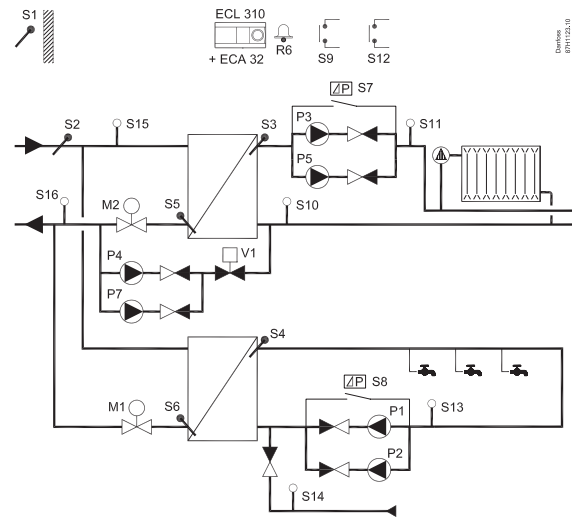 S1
ECL 310
+ ECA 32
R6
S9
S12
Danfoss
87H1123.10
S2
S15
S3
P3
P5
⊿P S7
S11
S16
M2
S5
S10
P4
P7
V1
S4
M1
S6
⊿P S8
P1
P2
S13
S14